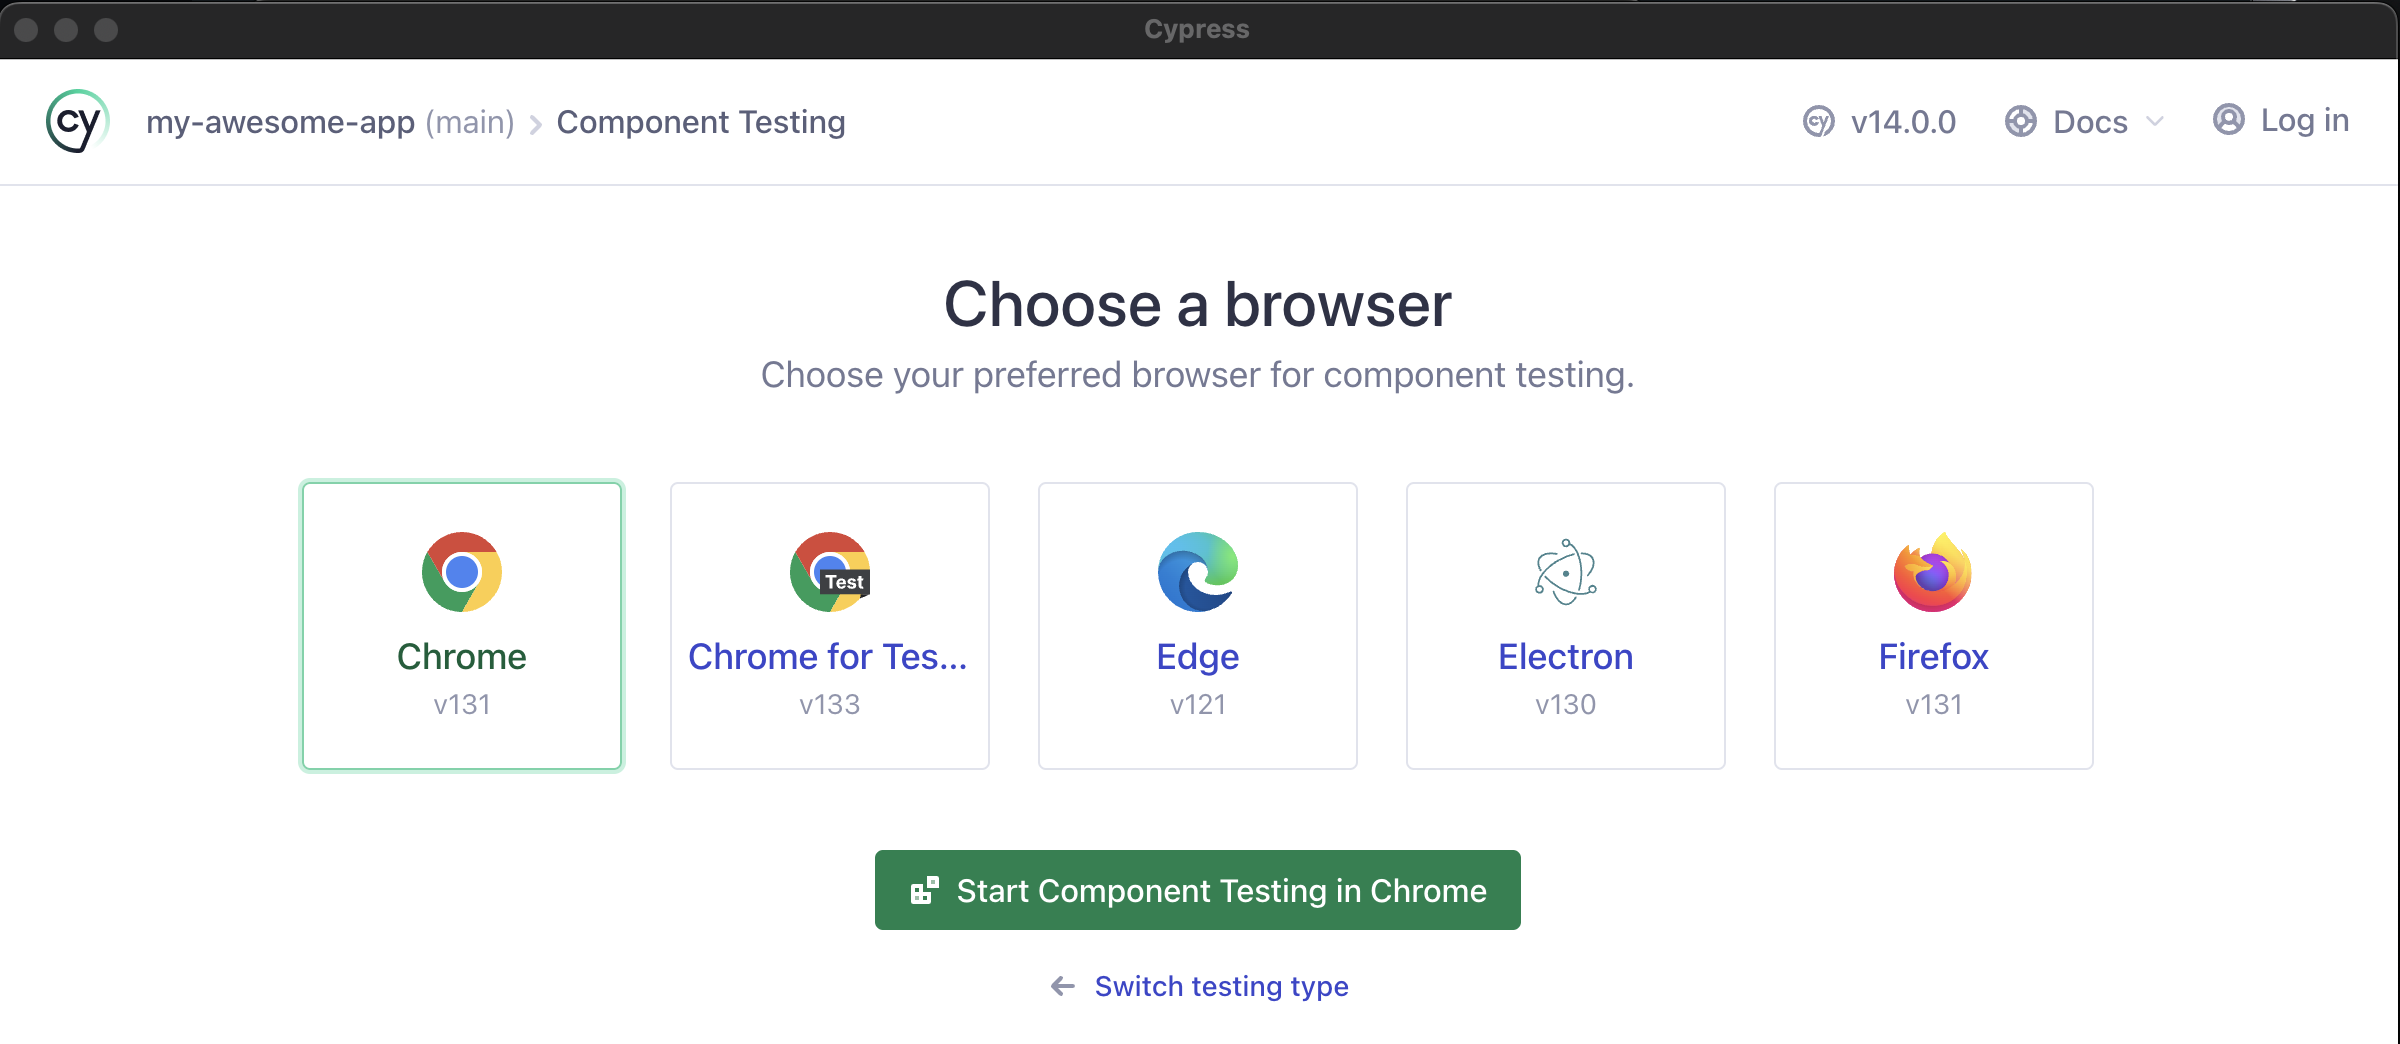 Cypress
cy my-awesome-app (main) > Component Testing cy v14.0.0 Docs Log in
Choose a browser
Choose your preferred browser for component testing.
Test
Chrome Chrome for Tes... Edge Electron Firefox
v131 v133 v121 v130 v131
Start Component Testing in Chrome
← Switch testing type